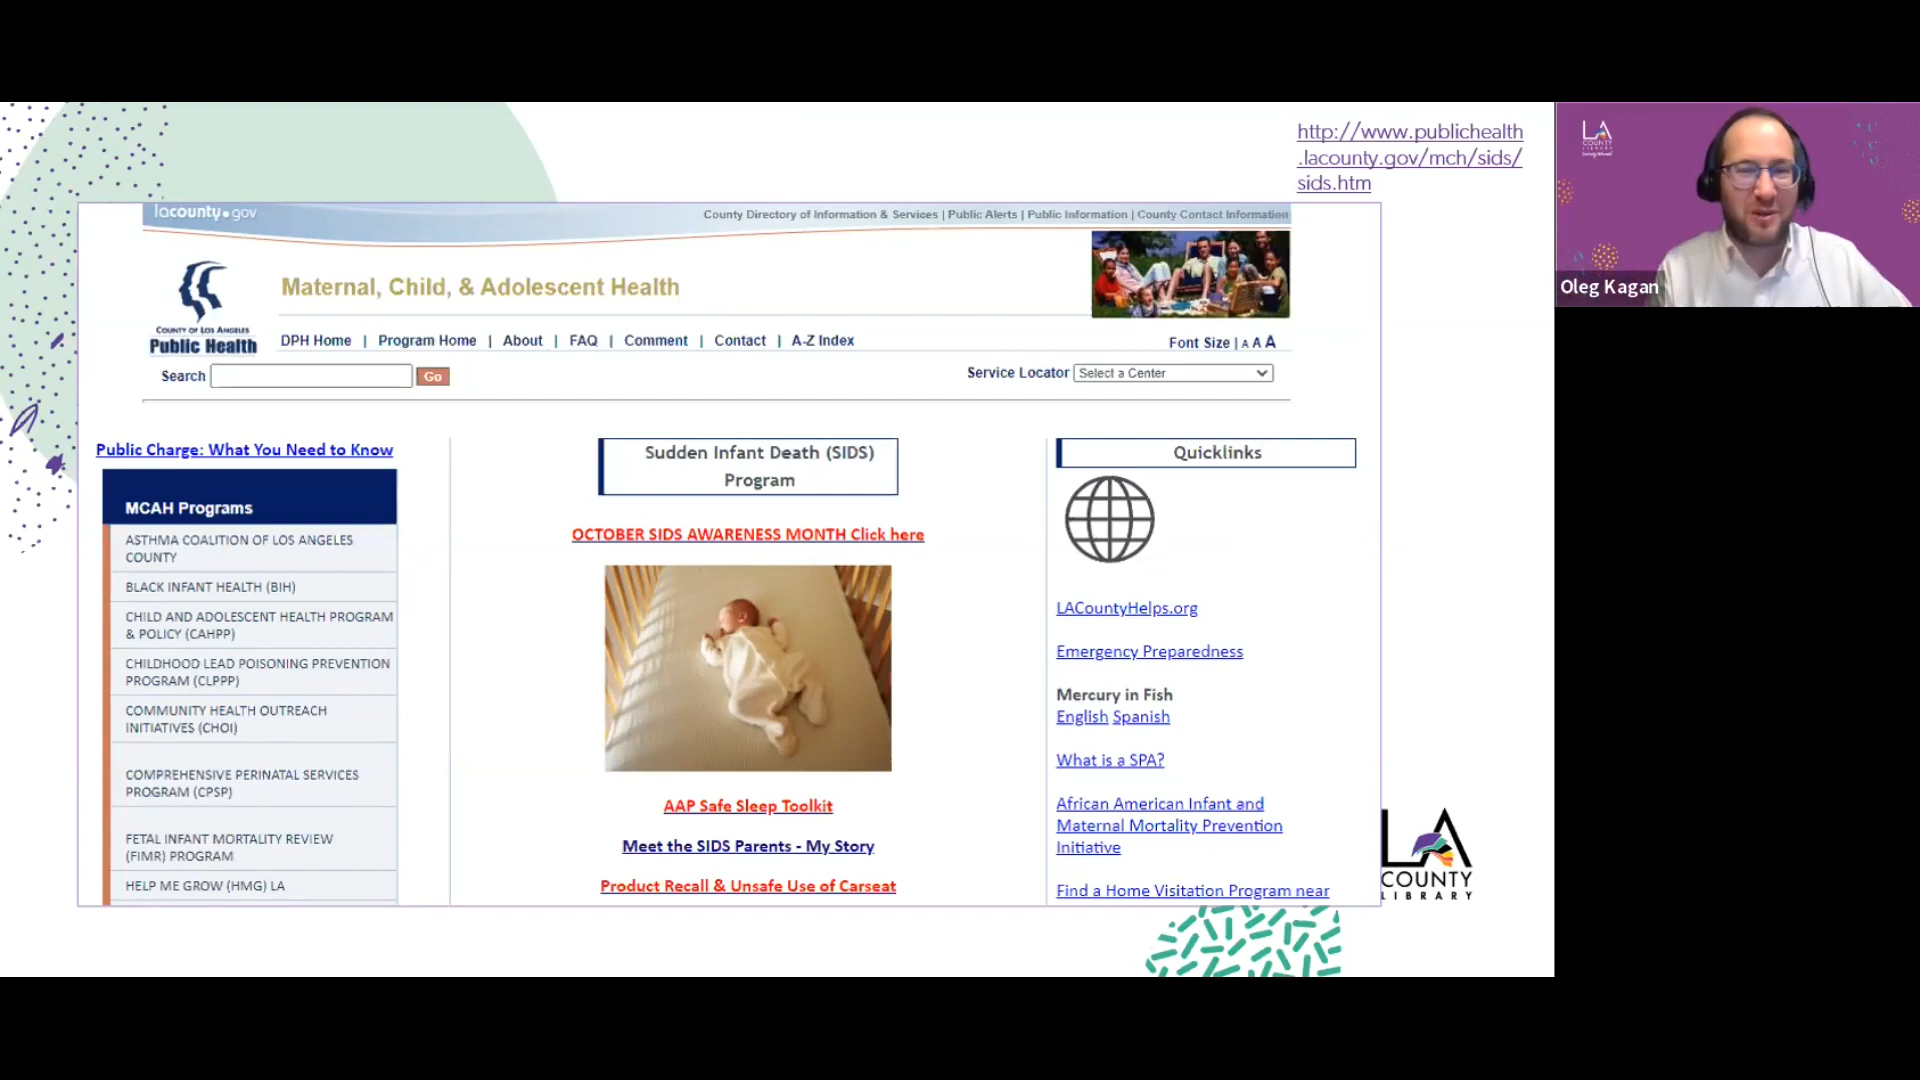 http://www.publichealth
.lacounty.gov/mch/sids/
sids.htm
LA
COUNTY
LIBRARY
Oleg Kagan
lacounty.gov
County Directory of Information & Services | Public Alerts | Public Information | County Contact Information
COUNTY OF LOS ANGELES
Public Health
Maternal, Child, & Adolescent Health
DPH Home | Program Home | About | FAQ | Comment | Contact | A-Z Index
Font Size | A A A
Search Go
Service Locator Select a Center
Public Charge: What You Need to Know
MCAH Programs
ASTHMA COALITION OF LOS ANGELES
COUNTY
BLACK INFANT HEALTH (BIH)
CHILD AND ADOLESCENT HEALTH PROGRAM
& POLICY (CAHPP)
CHILDHOOD LEAD POISONING PREVENTION
PROGRAM (CLPPP)
COMMUNITY HEALTH OUTREACH
INITIATIVES (CHOI)
COMPREHENSIVE PERINATAL SERVICES
PROGRAM (CPSP)
FETAL INFANT MORTALITY REVIEW
(FIMR) PROGRAM
HELP ME GROW (HMG) LA
Sudden Infant Death (SIDS)
Program
OCTOBER SIDS AWARENESS MONTH Click here
AAP Safe Sleep Toolkit
Meet the SIDS Parents - My Story
Product Recall & Unsafe Use of Carseat
Quicklinks
LACountyHelps.org
Emergency Preparedness
Mercury in Fish
English Spanish
What is a SPA?
African American Infant and
Maternal Mortality Prevention
Initiative
Find a Home Visitation Program near
LA
COUNTY
LIBRARY